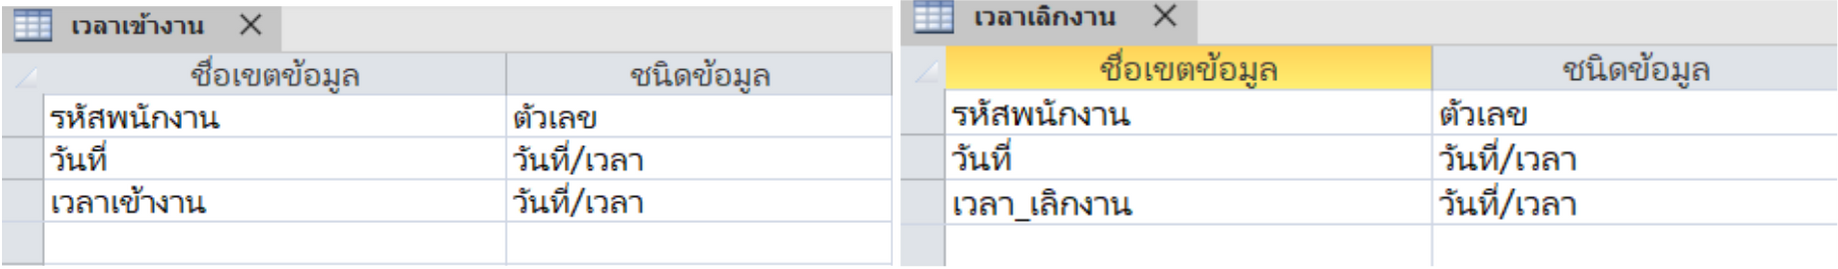 เวลาเข้างาน
ชื่อเขตข้อมูล ชนิดข้อมูล
รหัสพนักงาน ตัวเลข
วันที่ วันที่/เวลา
เวลาเข้างาน วันที่/เวลา
เวลาเลิกงาน
ชื่อเขตข้อมูล ชนิดข้อมูล
รหัสพนักงาน ตัวเลข
วันที่ วันที่/เวลา
เวลา_เลิกงาน วันที่/เวลา